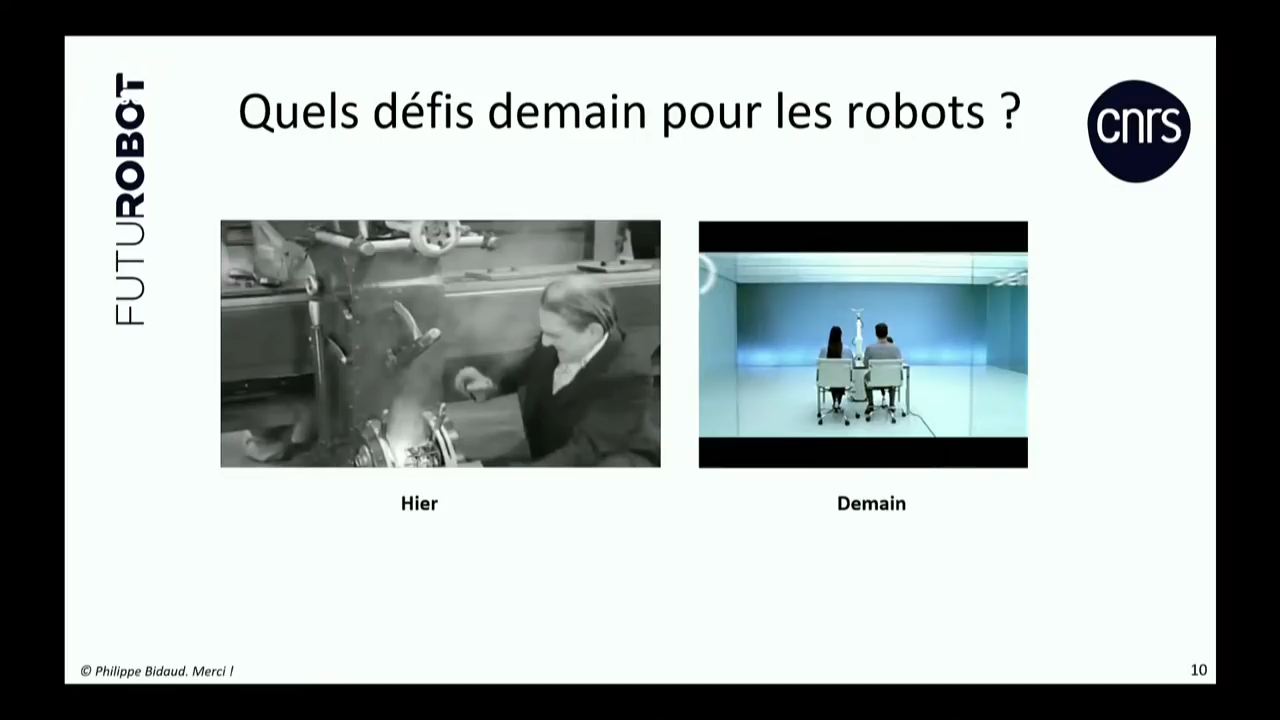 FUTUROBOT
Quels défis demain pour les robots ?
cnrs
Hier
Demain
© Philippe Bidaud. Merci !
10